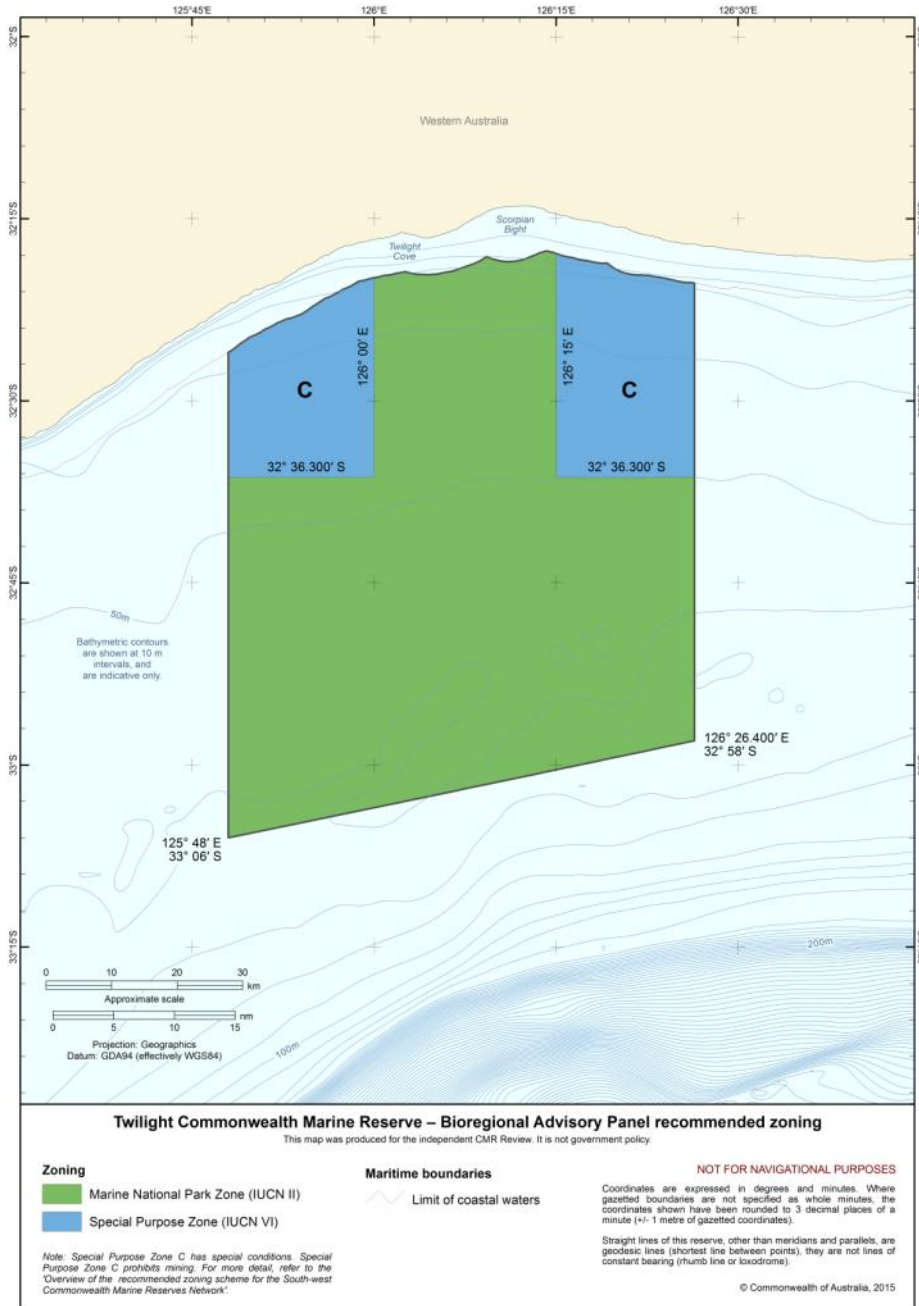 125°45'E
126°E
126°15'E
126°30'E
32°S
Western Australia
32°15'S
Scorpian
Bight
Twilight
Cove
126° 00' E
126° 15' E
32°30'S
C
C
32° 36.300' S
32° 36.300' S
32°45'S
50m
Bathymetric contours
are shown at 10 m
intervals, and
are indicative only.
126° 26.400' E
32° 58' S
33°S
125° 48' E
33° 06' S
33°15'S
200m
0 10 20 30
km
Approximate scale
nm
0 5 10 15
Projection: Geographics
Datum: GDA94 (effectively WGS84)
100m
Twilight Commonwealth Marine Reserve – Bioregional Advisory Panel recommended zoning
This map was produced for the independent CMR Review. It is not government policy.
Zoning
Marine National Park Zone (IUCN II)
Special Purpose Zone (IUCN VI)
Note: Special Purpose Zone C has special conditions. Special
Purpose Zone C prohibits mining. For more detail, refer to the
'Overview of the recommended zoning scheme for the South-west
Commonwealth Marine Reserves Network'.
Maritime boundaries
Limit of coastal waters
NOT FOR NAVIGATIONAL PURPOSES
Coordinates are expressed in degrees and minutes. Where
gazetted boundaries are not specified as whole minutes, the
coordinates shown have been rounded to 3 decimal places of a
minute (+/- 1 metre of gazetted coordinates).
Straight lines of this reserve, other than meridians and parallels, are
geodesic lines (shortest line between points), they are not lines of
constant bearing (rhumb line or loxodrome).
© Commonwealth of Australia, 2015